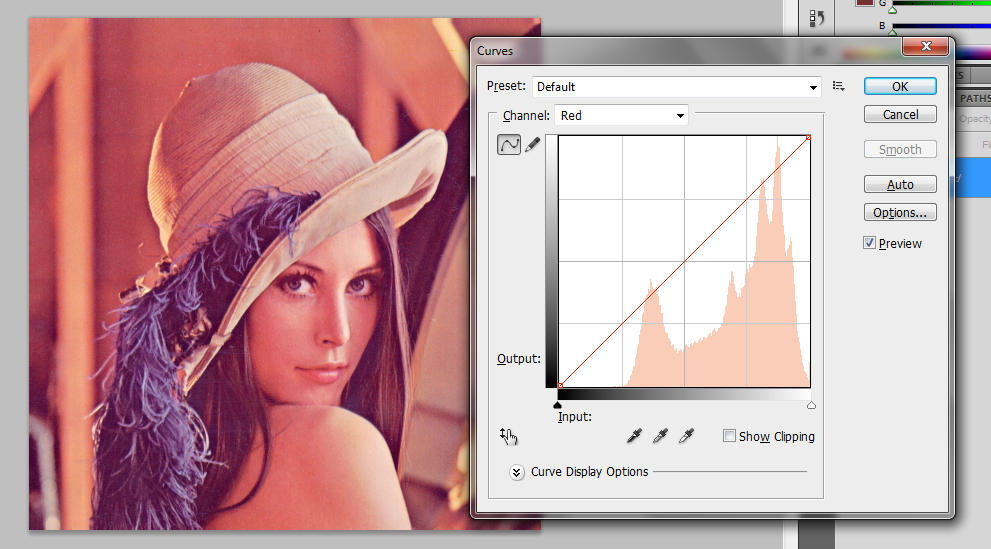 G
B
Curves
Preset: Default
OK
Channel: Red
Cancel
PATHS
Opacity
Smooth
Auto
Options...
Preview
Output:
Input:
Show Clipping
Curve Display Options